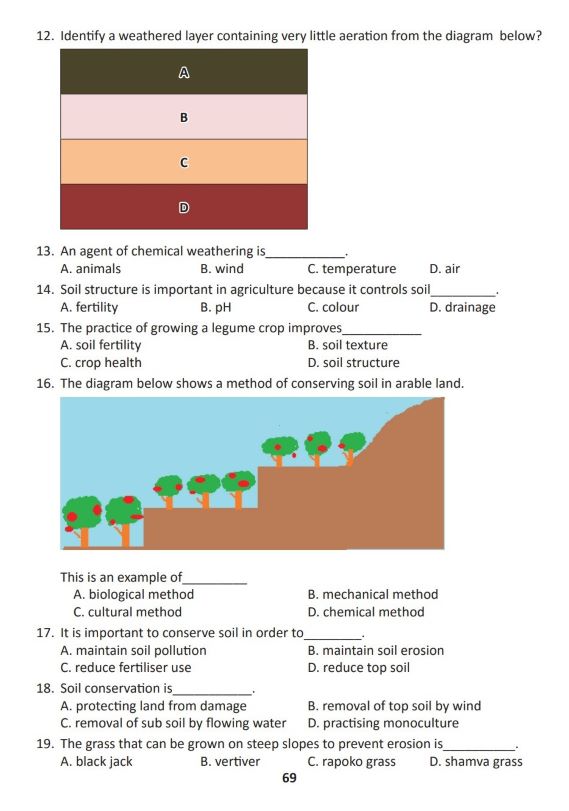 12. Identify a weathered layer containing very little aeration from the diagram below?
A
B
C
D
13. An agent of chemical weathering is____________.
A. animals B. wind C. temperature D. air
14. Soil structure is important in agriculture because it controls soil__________.
A. fertility B. pH C. colour D. drainage
15. The practice of growing a legume crop improves____________
A. soil fertility B. soil texture
C. crop health D. soil structure
16. The diagram below shows a method of conserving soil in arable land.
This is an example of__________
A. biological method B. mechanical method
C. cultural method D. chemical method
17. It is important to conserve soil in order to_________.
A. maintain soil pollution B. maintain soil erosion
C. reduce fertiliser use D. reduce top soil
18. Soil conservation is____________.
A. protecting land from damage B. removal of top soil by wind
C. removal of sub soil by flowing water D. practising monoculture
19. The grass that can be grown on steep slopes to prevent erosion is___________.
A. black jack B. vertiver C. rapoko grass D. shamva grass
69